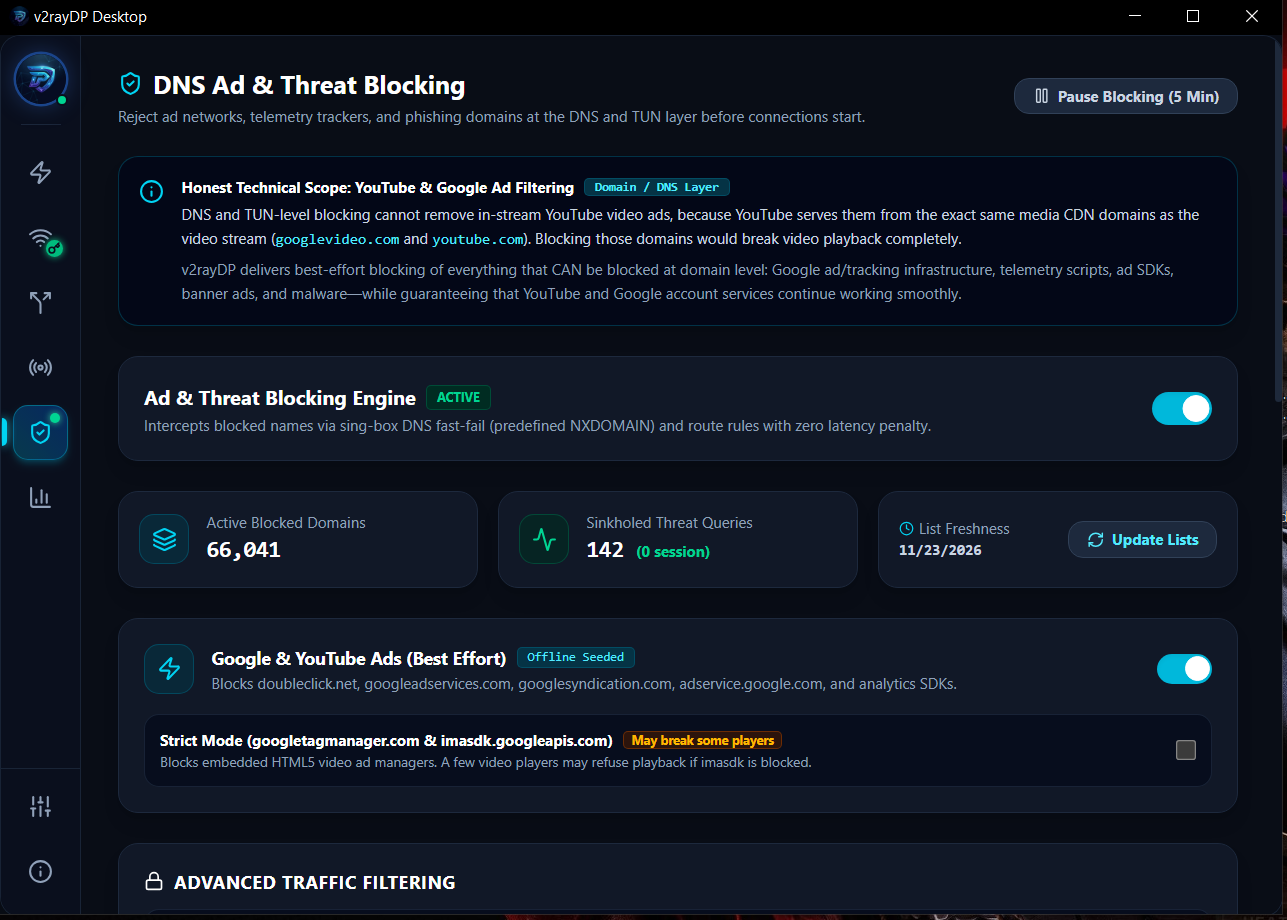 v2rayDP Desktop
DNS Ad & Threat Blocking
Reject ad networks, telemetry trackers, and phishing domains at the DNS and TUN layer before connections start.
Pause Blocking (5 Min)
Honest Technical Scope: YouTube & Google Ad Filtering
Domain / DNS Layer
DNS and TUN-level blocking cannot remove in-stream YouTube video ads, because YouTube serves them from the exact same media CDN domains as the
video stream (googlevideo.com and youtube.com). Blocking those domains would break video playback completely.
v2rayDP delivers best-effort blocking of everything that CAN be blocked at domain level: Google ad/tracking infrastructure, telemetry scripts, ad SDKs,
banner ads, and malware—while guaranteeing that YouTube and Google account services continue working smoothly.
Ad & Threat Blocking Engine
ACTIVE
Intercepts blocked names via sing-box DNS fast-fail (predefined NXDOMAIN) and route rules with zero latency penalty.
Active Blocked Domains
66,041
Sinkholed Threat Queries
142 (0 session)
List Freshness
11/23/2026
Update Lists
Google & YouTube Ads (Best Effort)
Offline Seeded
Blocks doubleclick.net, googleadservices.com, googlesyndication.com, adservice.google.com, and analytics SDKs.
Strict Mode (googletagmanager.com & imasdk.googleapis.com)
May break some players
Blocks embedded HTML5 video ad managers. A few video players may refuse playback if imasdk is blocked.
ADVANCED TRAFFIC FILTERING